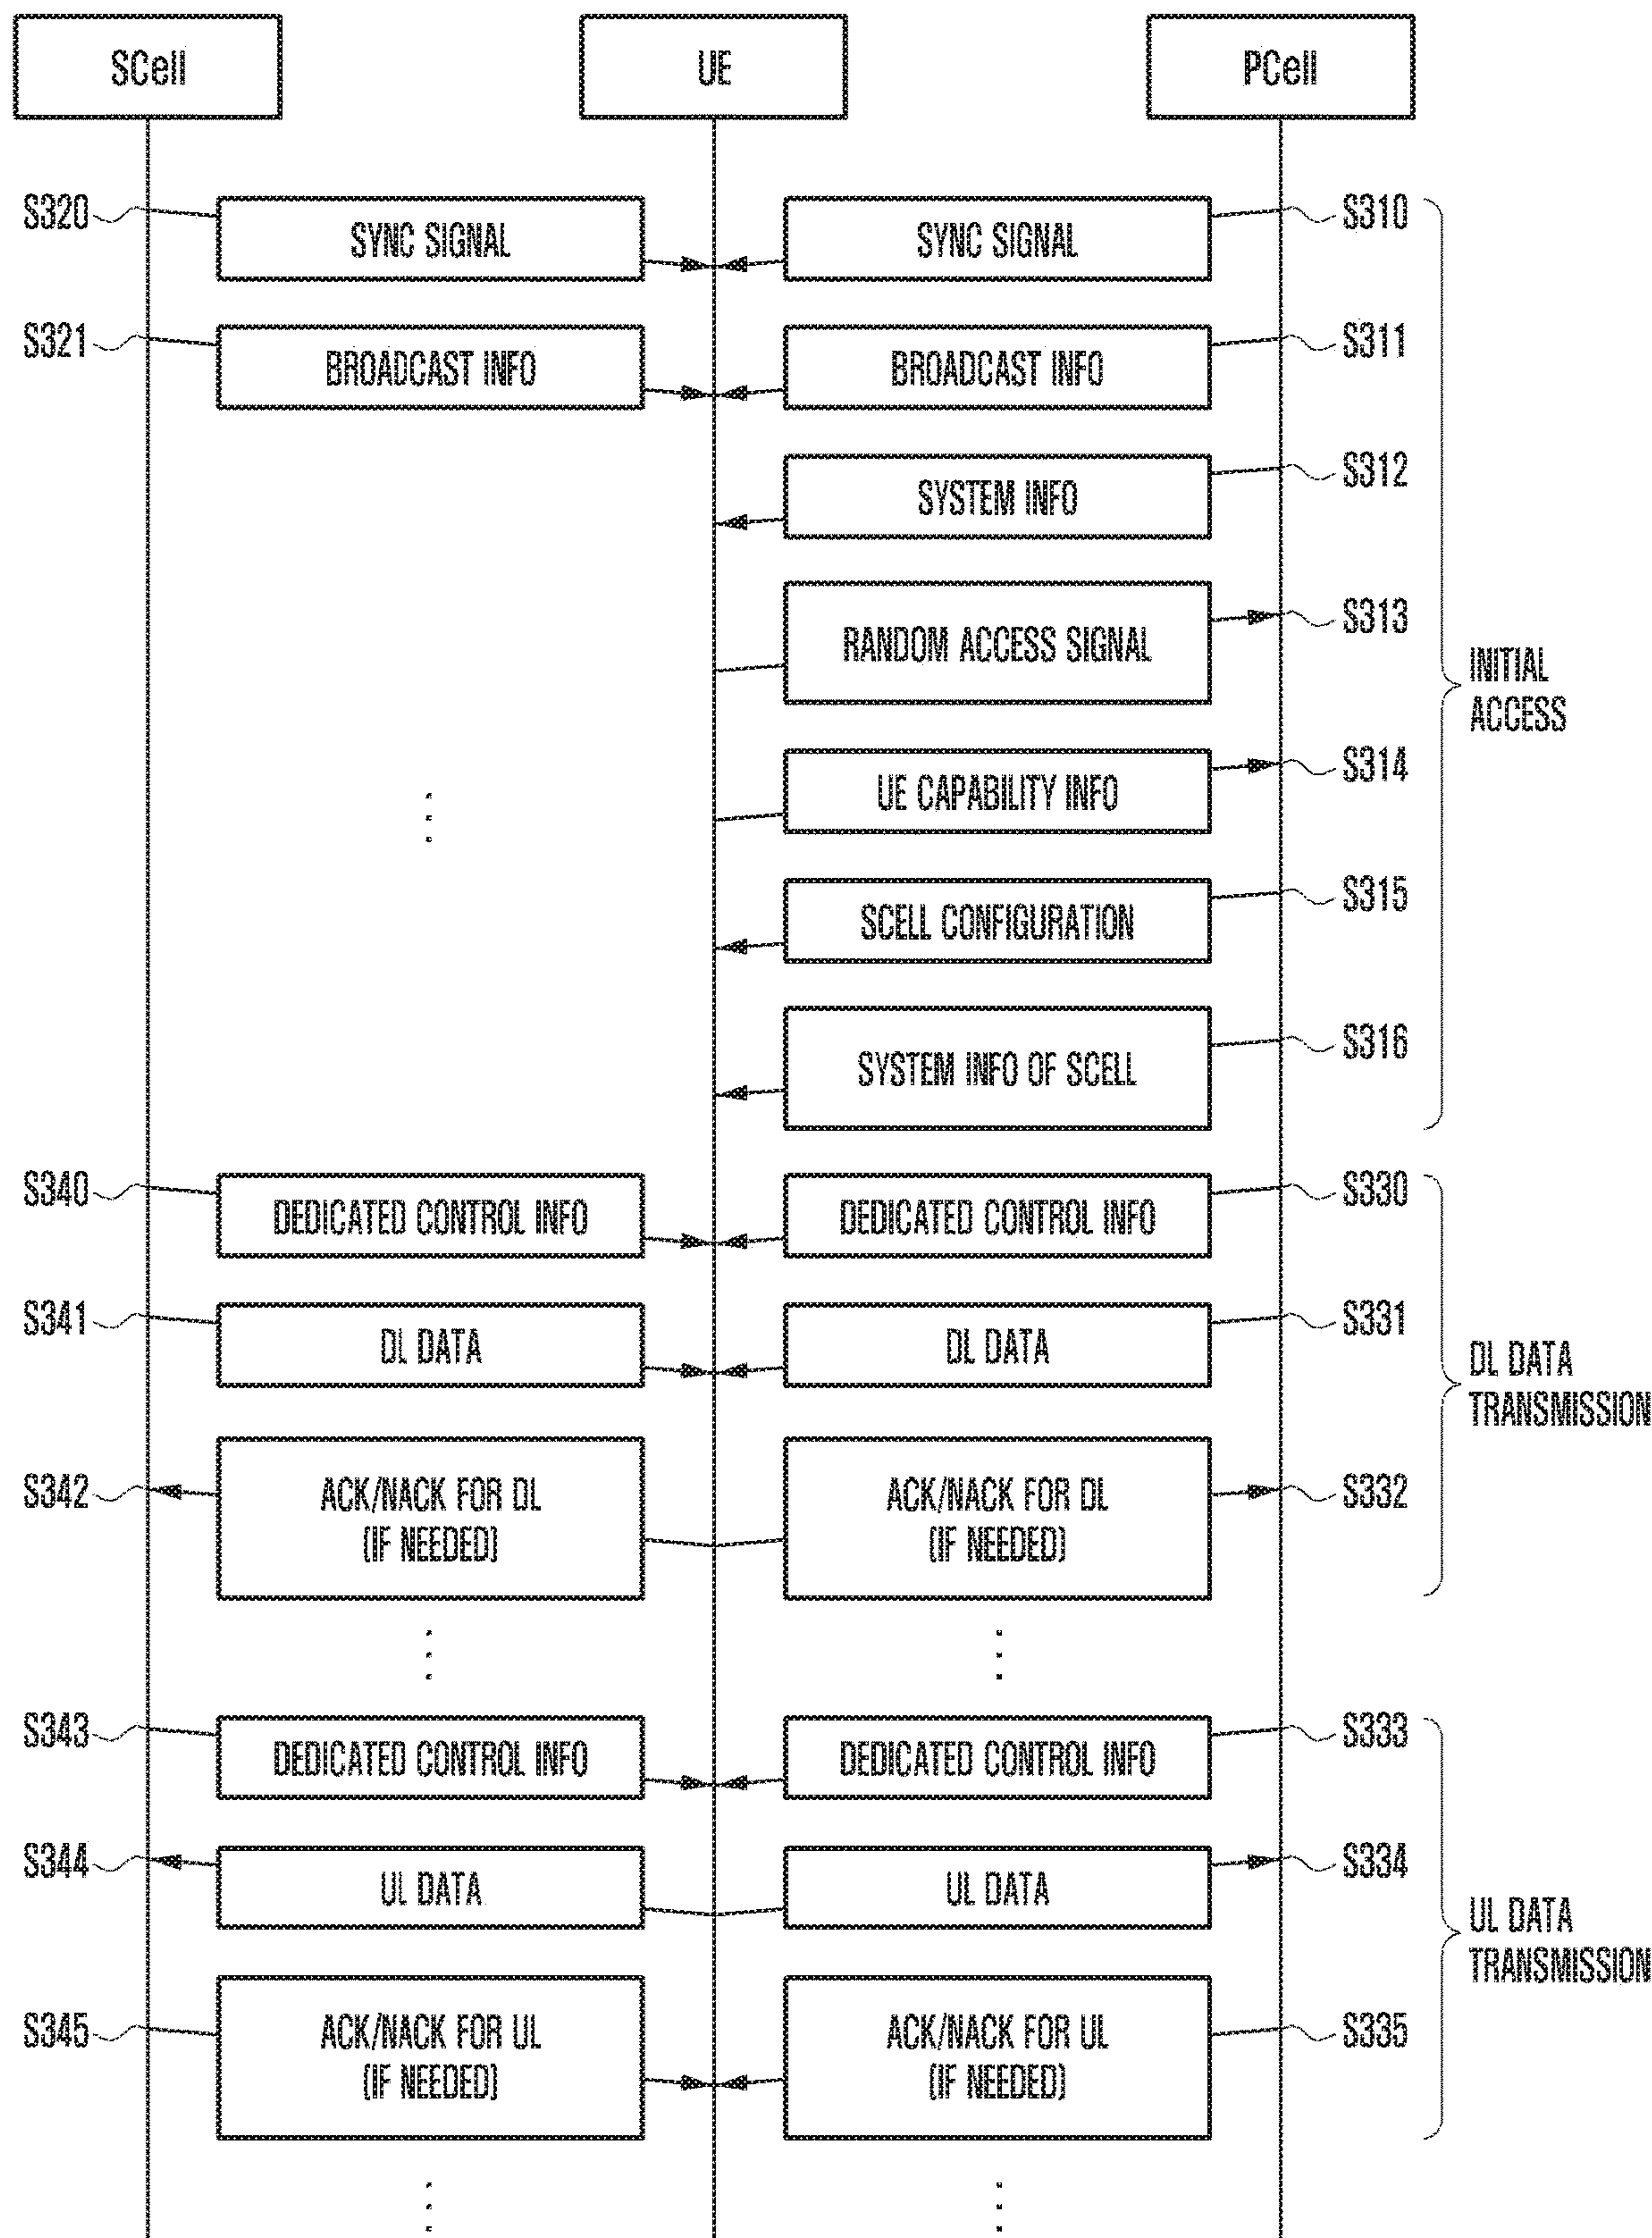 SCell
UE
PCell
S320
SYNC SIGNAL
SYNC SIGNAL
S310
S321
BROADCAST INFO
BROADCAST INFO
S311
SYSTEM INFO
S312
RANDOM ACCESS SIGNAL
S313
INITIAL
ACCESS
UE CAPABILITY INFO
S314
SCELL CONFIGURATION
S315
SYSTEM INFO OF SCELL
S316
S340
DEDICATED CONTROL INFO
DEDICATED CONTROL INFO
S330
S341
DL DATA
DL DATA
S331
DL DATA
TRANSMISSION
S342
ACK/NACK FOR DL
(IF NEEDED)
ACK/NACK FOR DL
(IF NEEDED)
S332
S343
DEDICATED CONTROL INFO
DEDICATED CONTROL INFO
S333
S344
UL DATA
UL DATA
S334
UL DATA
TRANSMISSION
S345
ACK/NACK FOR UL
(IF NEEDED)
ACK/NACK FOR UL
(IF NEEDED)
S335